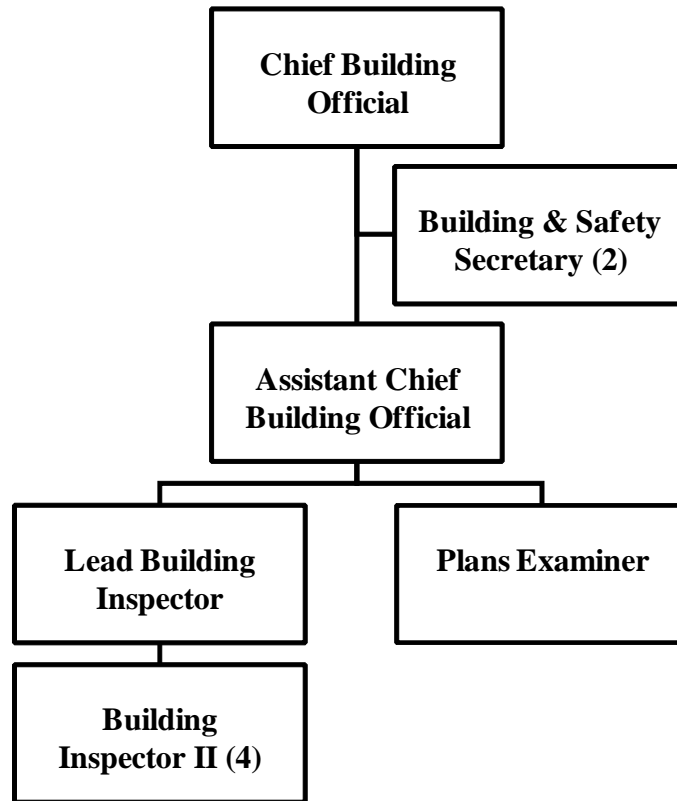 Chief Building
Official
Building & Safety
Secretary (2)
Assistant Chief
Building Official
Lead Building
Inspector
Plans Examiner
Building
Inspector II (4)